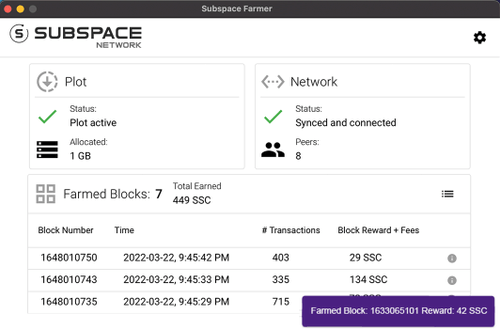 Subspace Farmer
SUBSPACE
NETWORK
Plot
Status:
Plot active
Allocated:
1 GB
Network
Status:
Synced and connected
Peers:
8
Farmed Blocks: 7
Total Earned
449 SSC
Block Number Time # Transactions Block Reward + Fees
1648010750 2022-03-22, 9:45:42 PM 403 29 SSC
1648010743 2022-03-22, 9:45:33 PM 335 134 SSC
1648010735 2022-03-22, 9:45:29 PM 715
Farmed Block: 1633065101 Reward: 42 SSC